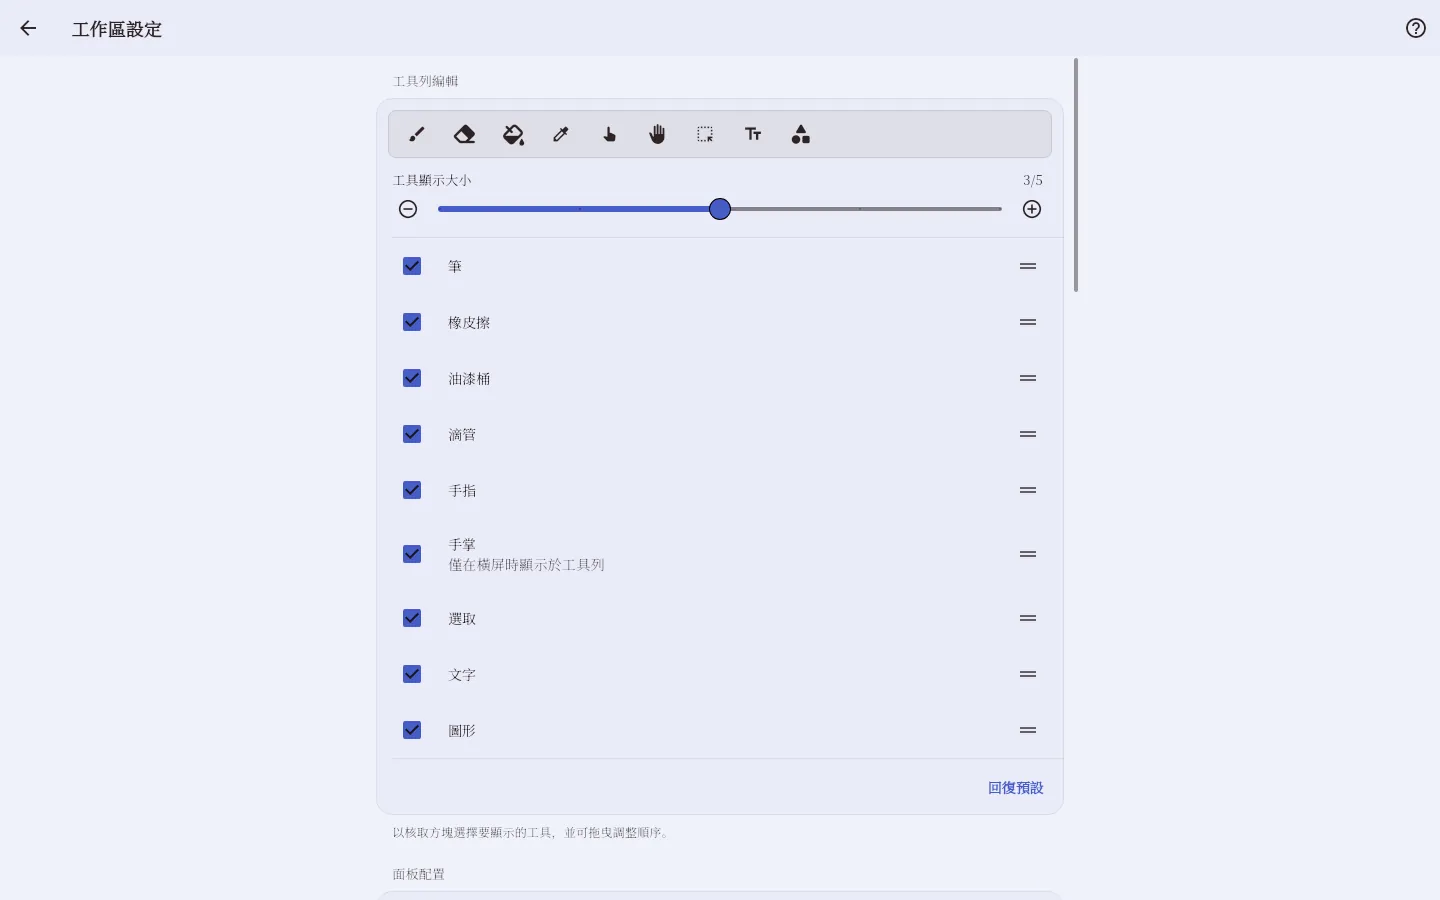 工作區設定
工具列編輯
Tт
工具顯示大小
3/5
筆
橡皮擦
油漆桶
滴管
手指
手掌
僅在橫屏時顯示於工具列
選取
文字
圖形
回復預設
以核取方塊選擇要顯示的工具，並可拖曳調整順序。
面板配置